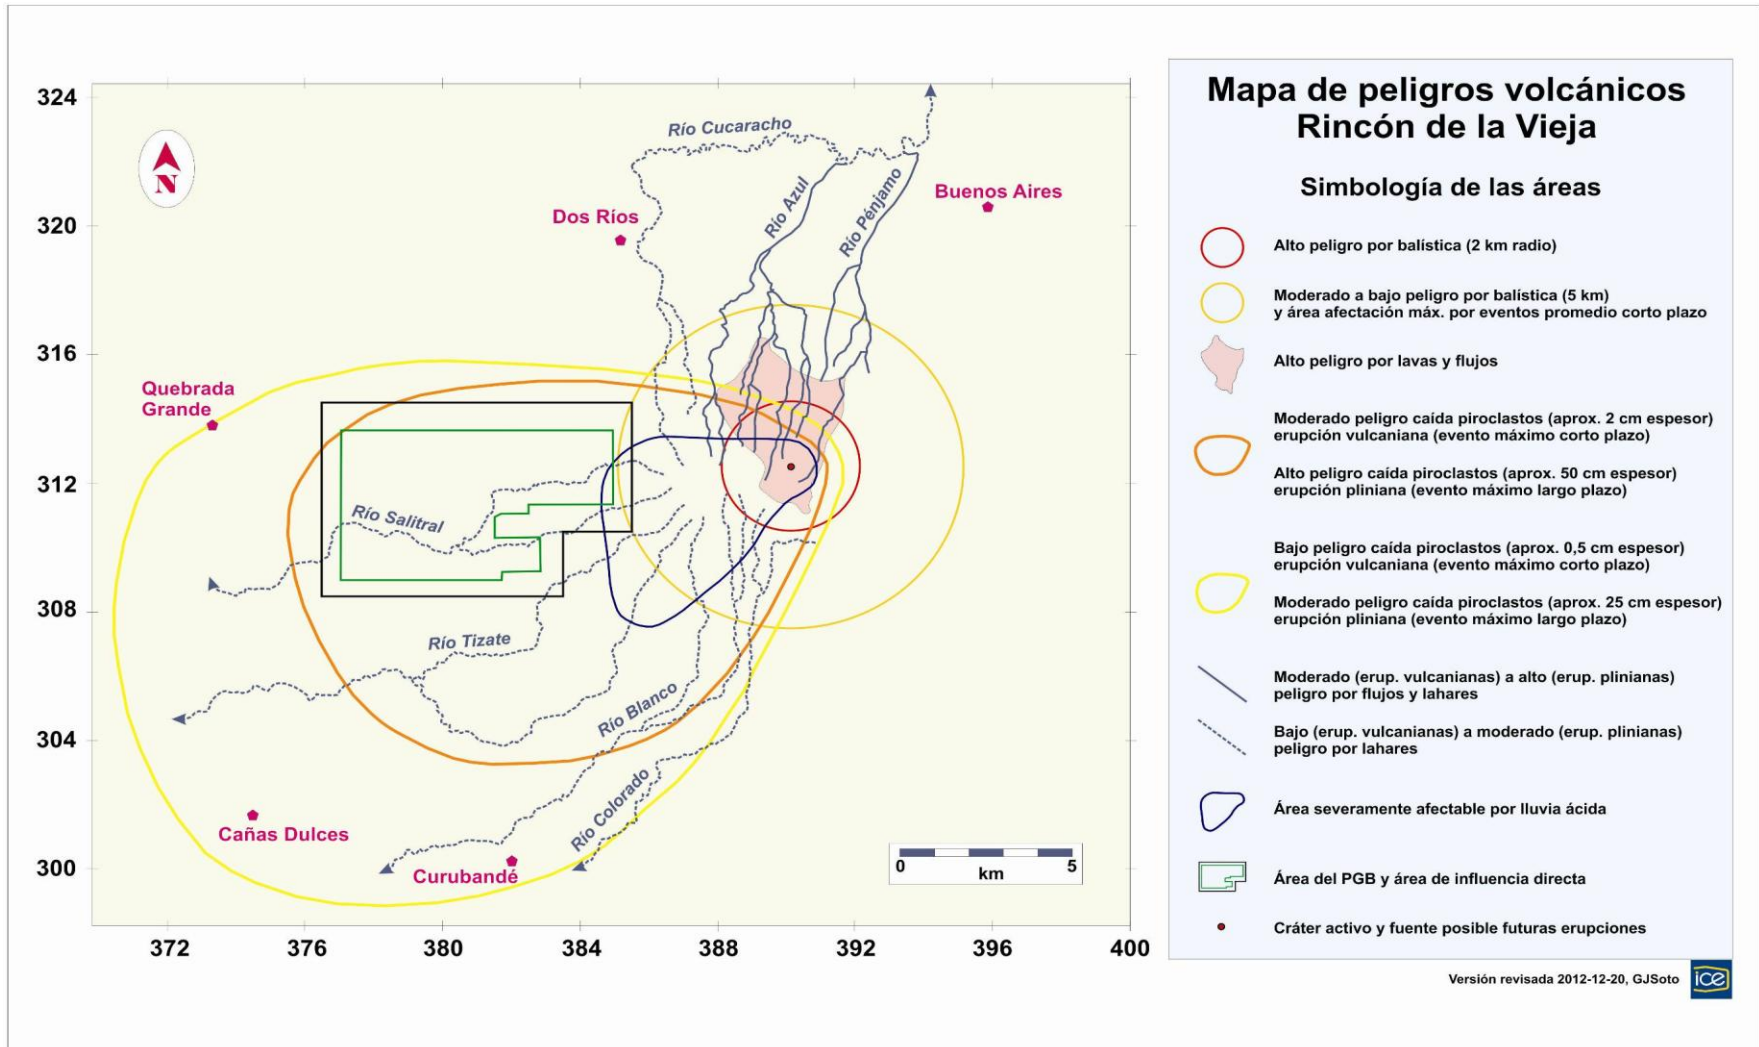 Mapa de peligros volcánicos
Rincón de la Vieja
Simbología de las áreas
Alto peligro por balística (2 km radio)
Moderado a bajo peligro por balística (5 km)
y área afectación máx. por eventos promedio corto plazo
Alto peligro por lavas y flujos
Moderado peligro caída piroclastos (aprox. 2 cm espesor)
erupción vulcaniana (evento máximo corto plazo)
Alto peligro caída piroclastos (aprox. 50 cm espesor)
erupción pliniana (evento máximo largo plazo)
Bajo peligro caída piroclastos (aprox. 0,5 cm espesor)
erupción vulcaniana (evento máximo corto plazo)
Moderado peligro caída piroclastos (aprox. 25 cm espesor)
erupción pliniana (evento máximo largo plazo)
Moderado (erup. vulcanianas) a alto (erup. plinianas)
peligro por flujos y lahares
Bajo (erup. vulcanianas) a moderado (erup. plinianas)
peligro por lahares
Área severamente afectable por lluvia ácida
Área del PGB y área de influencia directa
Cráter activo y fuente posible futuras erupciones
Versión revisada 2012-12-20, GJSoto
ice
324
320
316
312
308
304
300
372
376
380
384
388
392
396
400
N
Río Cucaracho
Río Azul
Río Pénjamo
Buenos Aires
Dos Ríos
Quebrada
Grande
Río Salitral
Río Tizate
Río Blanco
Río Colorado
Cañas Dulces
Curubandé
0
5
km